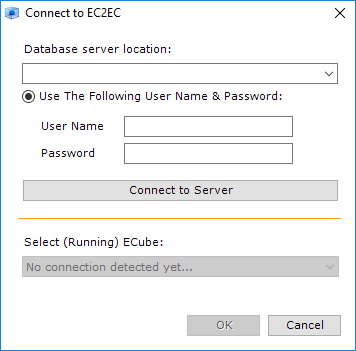 Connect to EC2EC
Database server location:
Use The Following User Name & Password:
User Name
Password
Connect to Server
Select (Running) ECube:
No connection detected yet...
OK
Cancel